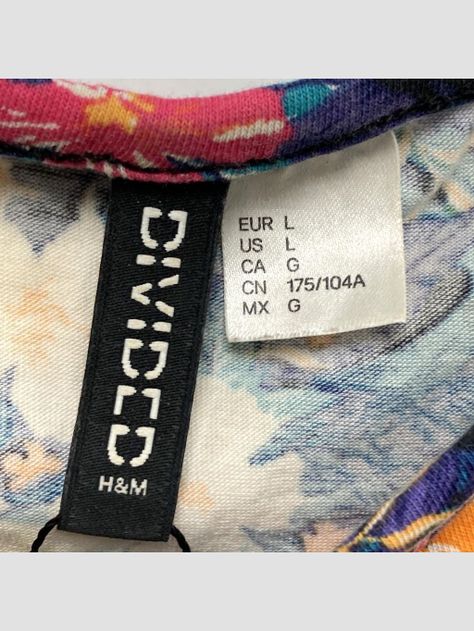 DIVIDED
H&M
EUR L
US L
CA G
CN 175/104A
MX G